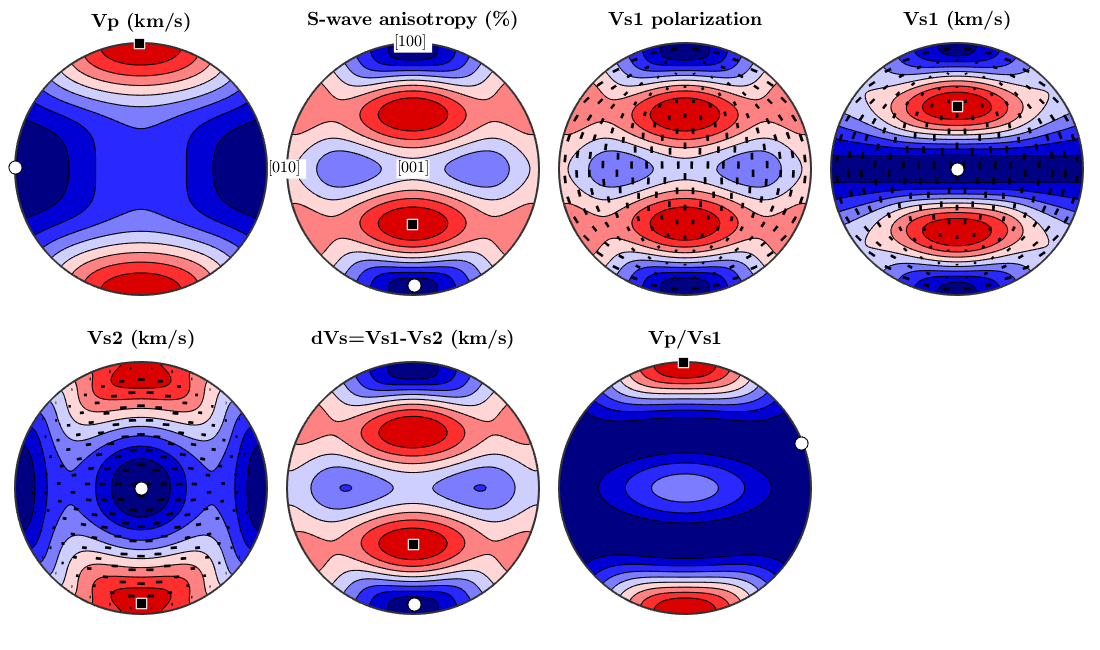 Vp (km/s)
S-wave anisotropy (%)
Vs1 polarization
Vs1 (km/s)
[100]
[010]
[001]
Vs2 (km/s)
dVs=Vs1-Vs2 (km/s)
Vp/Vs1